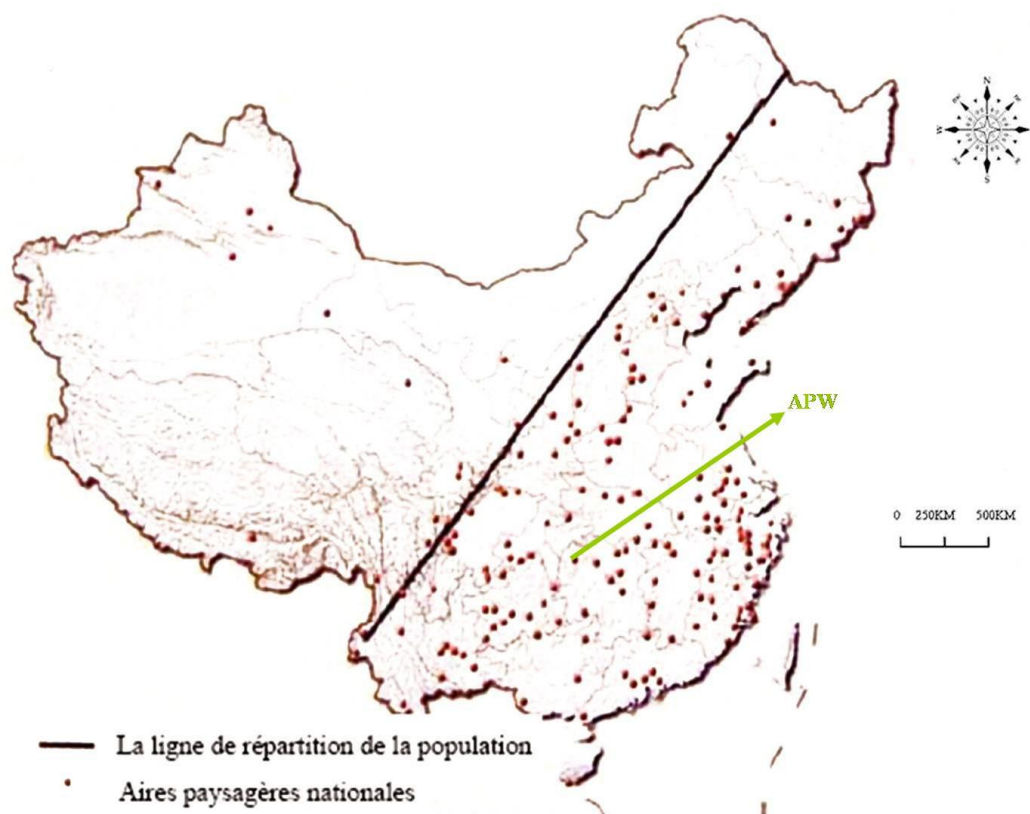 N
W
S
APW
0 250KM 500KM
La ligne de répartition de la population
Aires paysagères nationales